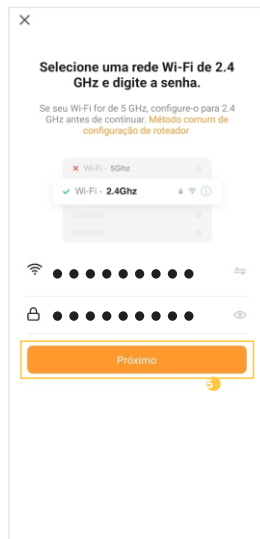 Selecione uma rede Wi-Fi de 2.4
GHz e digite a senha.
Se seu Wi-Fi for de 5 GHz, configure-o para 2.4
GHz antes de continuar. Método comum de
configuração de roteador
Wi-Fi - 5Ghz
Wi-Fi - 2.4Ghz
Próximo
5